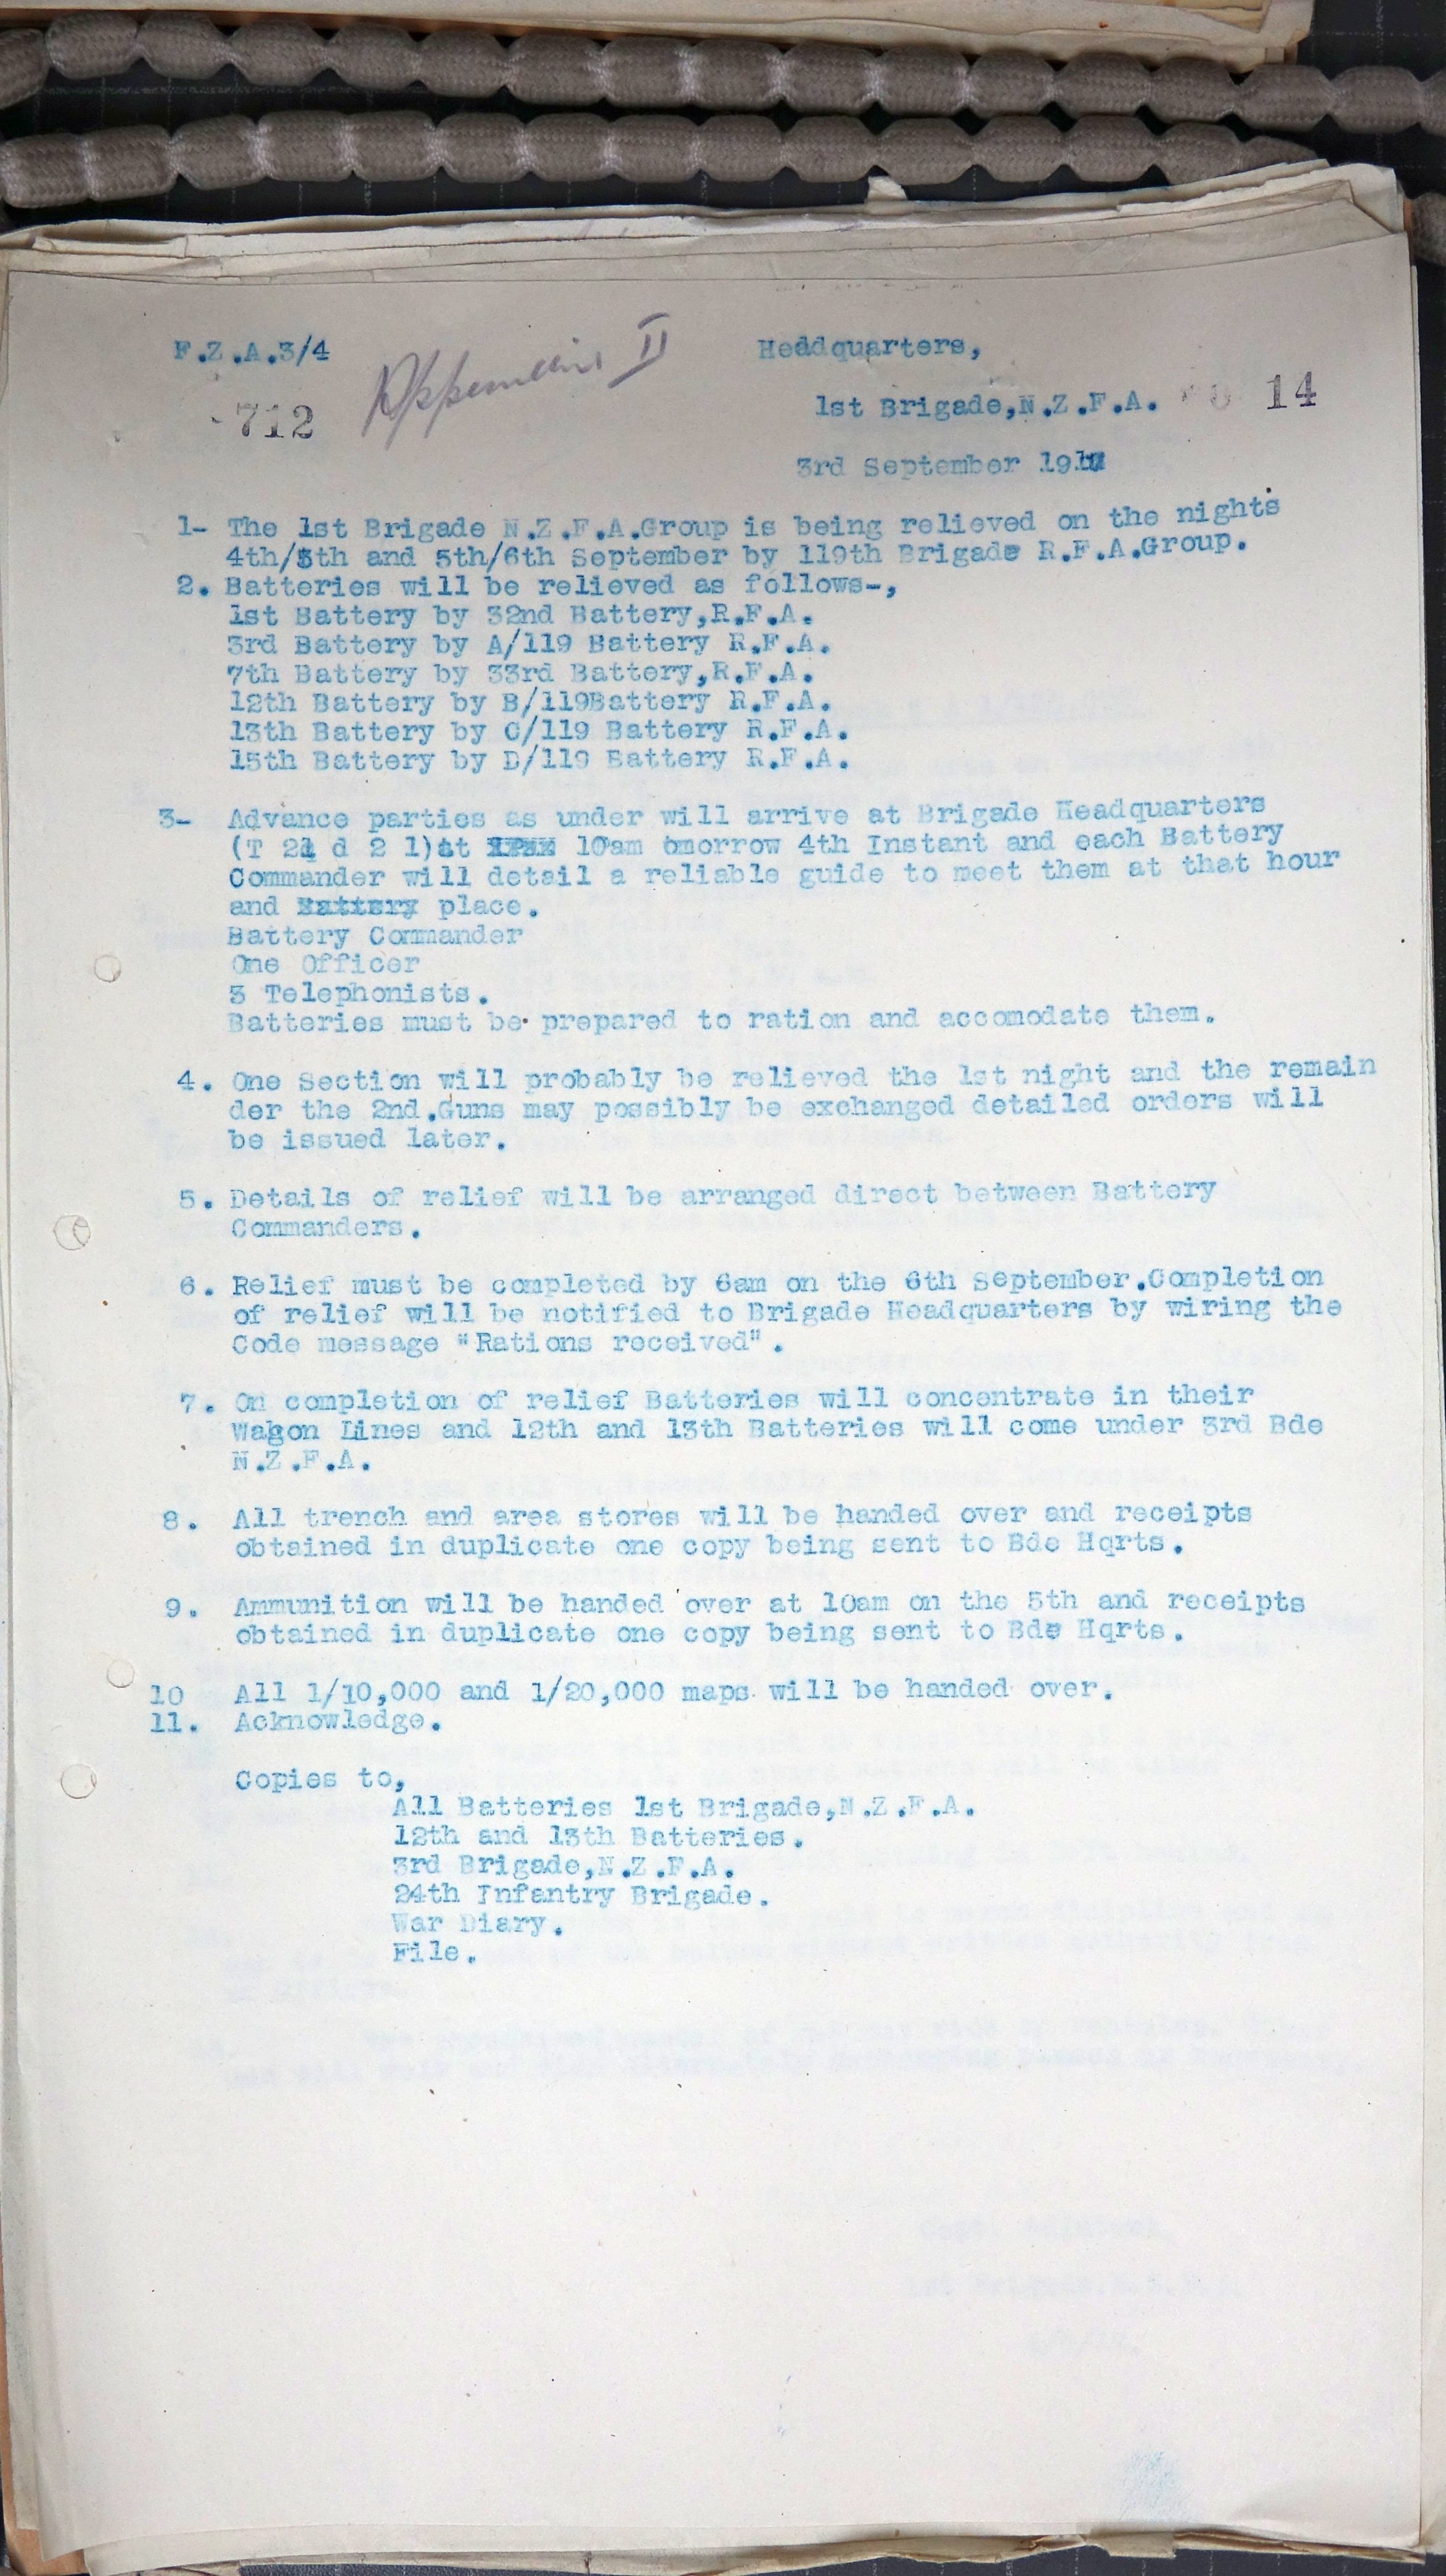 F.Z.A.3/4
Appendix II
Headquarters,
712
1st Brigade,N.Z.F.A.
14
3rd September 1917
1- The 1st Brigade N.Z.F.A.Group is being relieved on the nights
4th/5th and 5th/6th September by 119th Brigade R.F.A.Group.
2. Batteries will be relieved as follows-,
1st Battery by 32nd Battery,R.F.A.
3rd Battery by A/119 Battery R.F.A.
7th Battery by 33rd Battery,R.F.A.
12th Battery by B/119Battery R.F.A.
13th Battery by C/119 Battery R.F.A.
15th Battery by D/119 Battery R.F.A.
3- Advance parties as under will arrive at Brigade Headquarters
(T 21 d 2 1)at 10am tmorrow 4th Instant and each Battery
Commander will detail a reliable guide to meet them at that hour
and Battery place.
Battery Commander
One Officer
3 Telephonists.
Batteries must be prepared to ration and accomodate them.
4. One Section will probably be relieved the 1st night and the remain
der the 2nd.Guns may possibly be exchanged detailed orders will
be issued later.
5. Details of relief will be arranged direct between Battery
Commanders.
6. Relief must be completed by 6am on the 6th September.Completion
of relief will be notified to Brigade Headquarters by wiring the
Code message "Rations received".
7. On completion of relief Batteries will concentrate in their
Wagon Lines and 12th and 13th Batteries will come under 3rd Bde
N.Z.F.A.
8. All trench and area stores will be handed over and receipts
obtained in duplicate one copy being sent to Bde Hqrts.
9. Ammunition will be handed over at 10am on the 5th and receipts
obtained in duplicate one copy being sent to Bde Hqrts.
10 All 1/10,000 and 1/20,000 maps will be handed over.
11. Acknowledge.
Copies to,
All Batteries 1st Brigade,N.Z.F.A.
12th and 13th Batteries.
3rd Brigade,N.Z.F.A.
24th Infantry Brigade.
War Diary.
File.